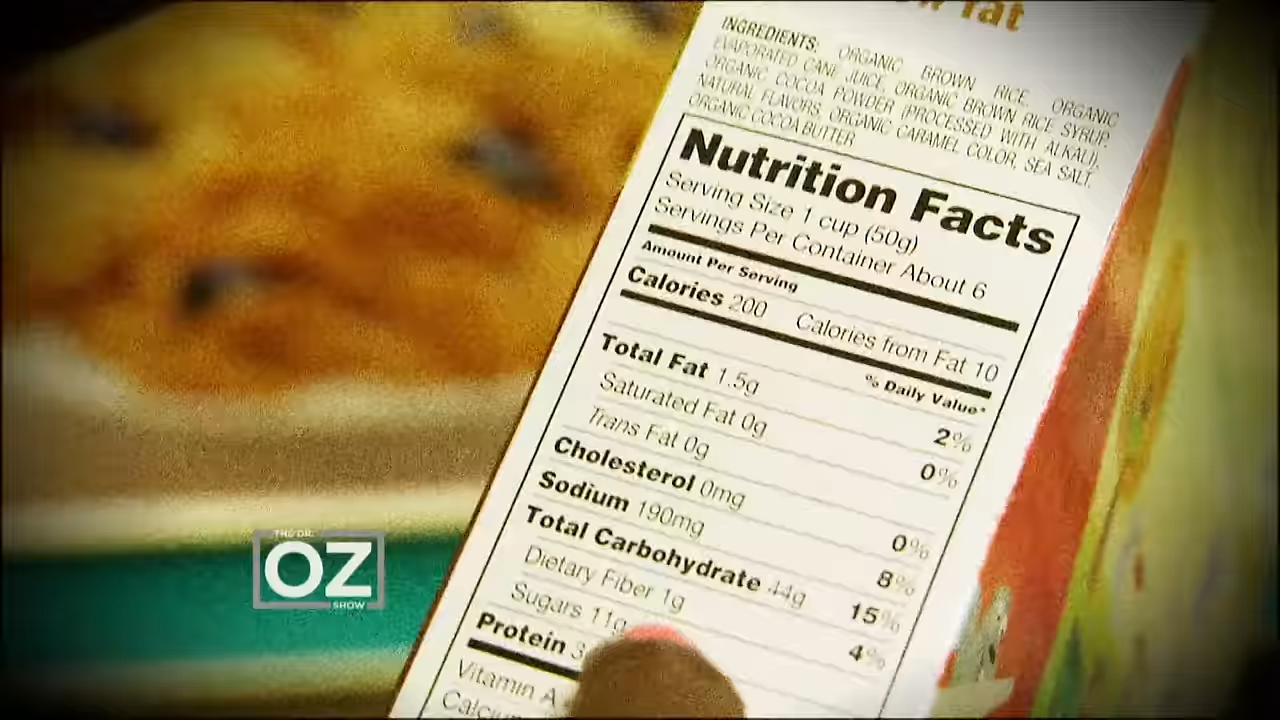 low fat
INGREDIENTS: ORGANIC BROWN RICE, ORGANIC
EVAPORATED CANE JUICE, ORGANIC BROWN RICE SYRUP,
ORGANIC COCOA POWDER (PROCESSED WITH ALKALI),
NATURAL FLAVORS, ORGANIC CARAMEL COLOR, SEA SALT,
ORGANIC COCOA BUTTER.
Nutrition Facts
Serving Size 1 cup (50g)
Servings Per Container About 6
Amount Per Serving
Calories 200 Calories from Fat 10
% Daily Value*
Total Fat 1.5g 2%
Saturated Fat 0g 0%
Trans Fat 0g
Cholesterol 0mg 0%
Sodium 190mg 8%
Total Carbohydrate 44g 15%
Dietary Fiber 1g 4%
Sugars 11g
Protein 3
Vitamin A
THE DR.
OZ
SHOW